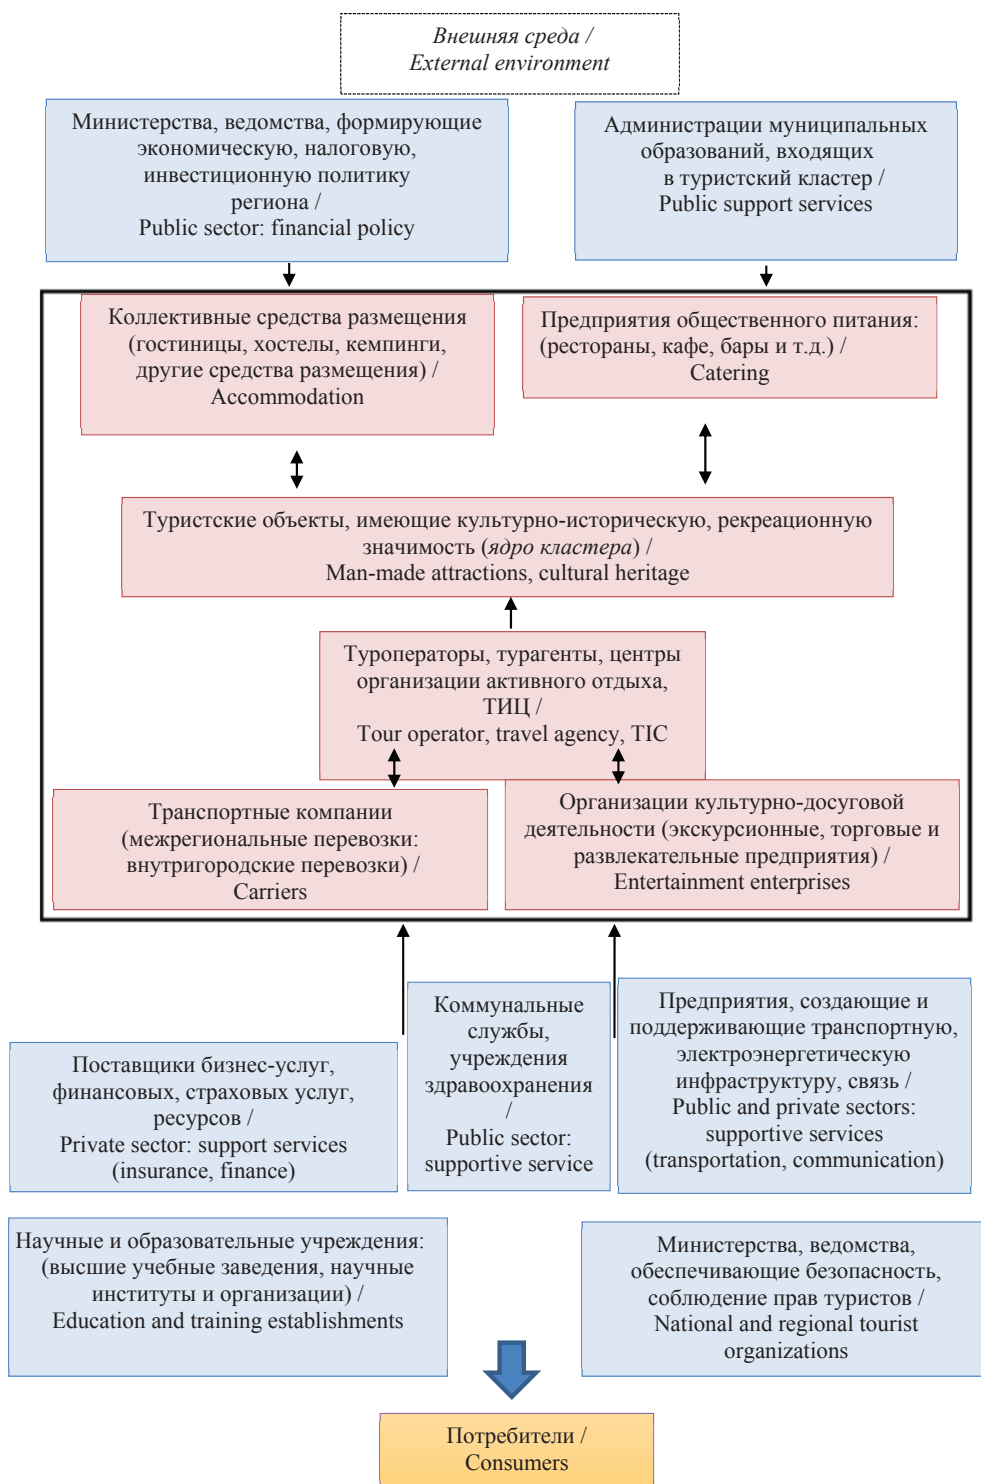 Внешняя среда /
External environment
Министерства, ведомства, формирующие
экономическую, налоговую,
инвестиционную политику
региона /
Public sector: financial policy
Администрации муниципальных
образований, входящих
в туристский кластер /
Public support services
Коллективные средства размещения
(гостиницы, хостелы, кемпинги,
другие средства размещения) /
Accommodation
Предприятия общественного питания:
(рестораны, кафе, бары и т.д.) /
Catering
Туристские объекты, имеющие культурно-историческую, рекреационную
значимость (ядро кластера) /
Man-made attractions, cultural heritage
Туроператоры, турагенты, центры
организации активного отдыха,
ТИЦ /
Tour operator, travel agency, TIC
Транспортные компании
(межрегиональные перевозки:
внутригородские перевозки) /
Carriers
Организации культурно-досуговой
деятельности (экскурсионные, торговые и
развлекательные предприятия) /
Entertainment enterprises
Поставщики бизнес-услуг,
финансовых, страховых услуг,
ресурсов /
Private sector: support services
(insurance, finance)
Коммунальные
службы,
учреждения
здравоохранения
/
Public sector:
supportive service
Предприятия, создающие и
поддерживающие транспортную,
электроэнергетическую
инфраструктуру, связь /
Public and private sectors:
supportive services
(transportation, communication)
Научные и образовательные учреждения:
(высшие учебные заведения, научные
институты и организации) /
Education and training establishments
Министерства, ведомства,
обеспечивающие безопасность,
соблюдение прав туристов /
National and regional tourist
organizations
Потребители /
Consumers